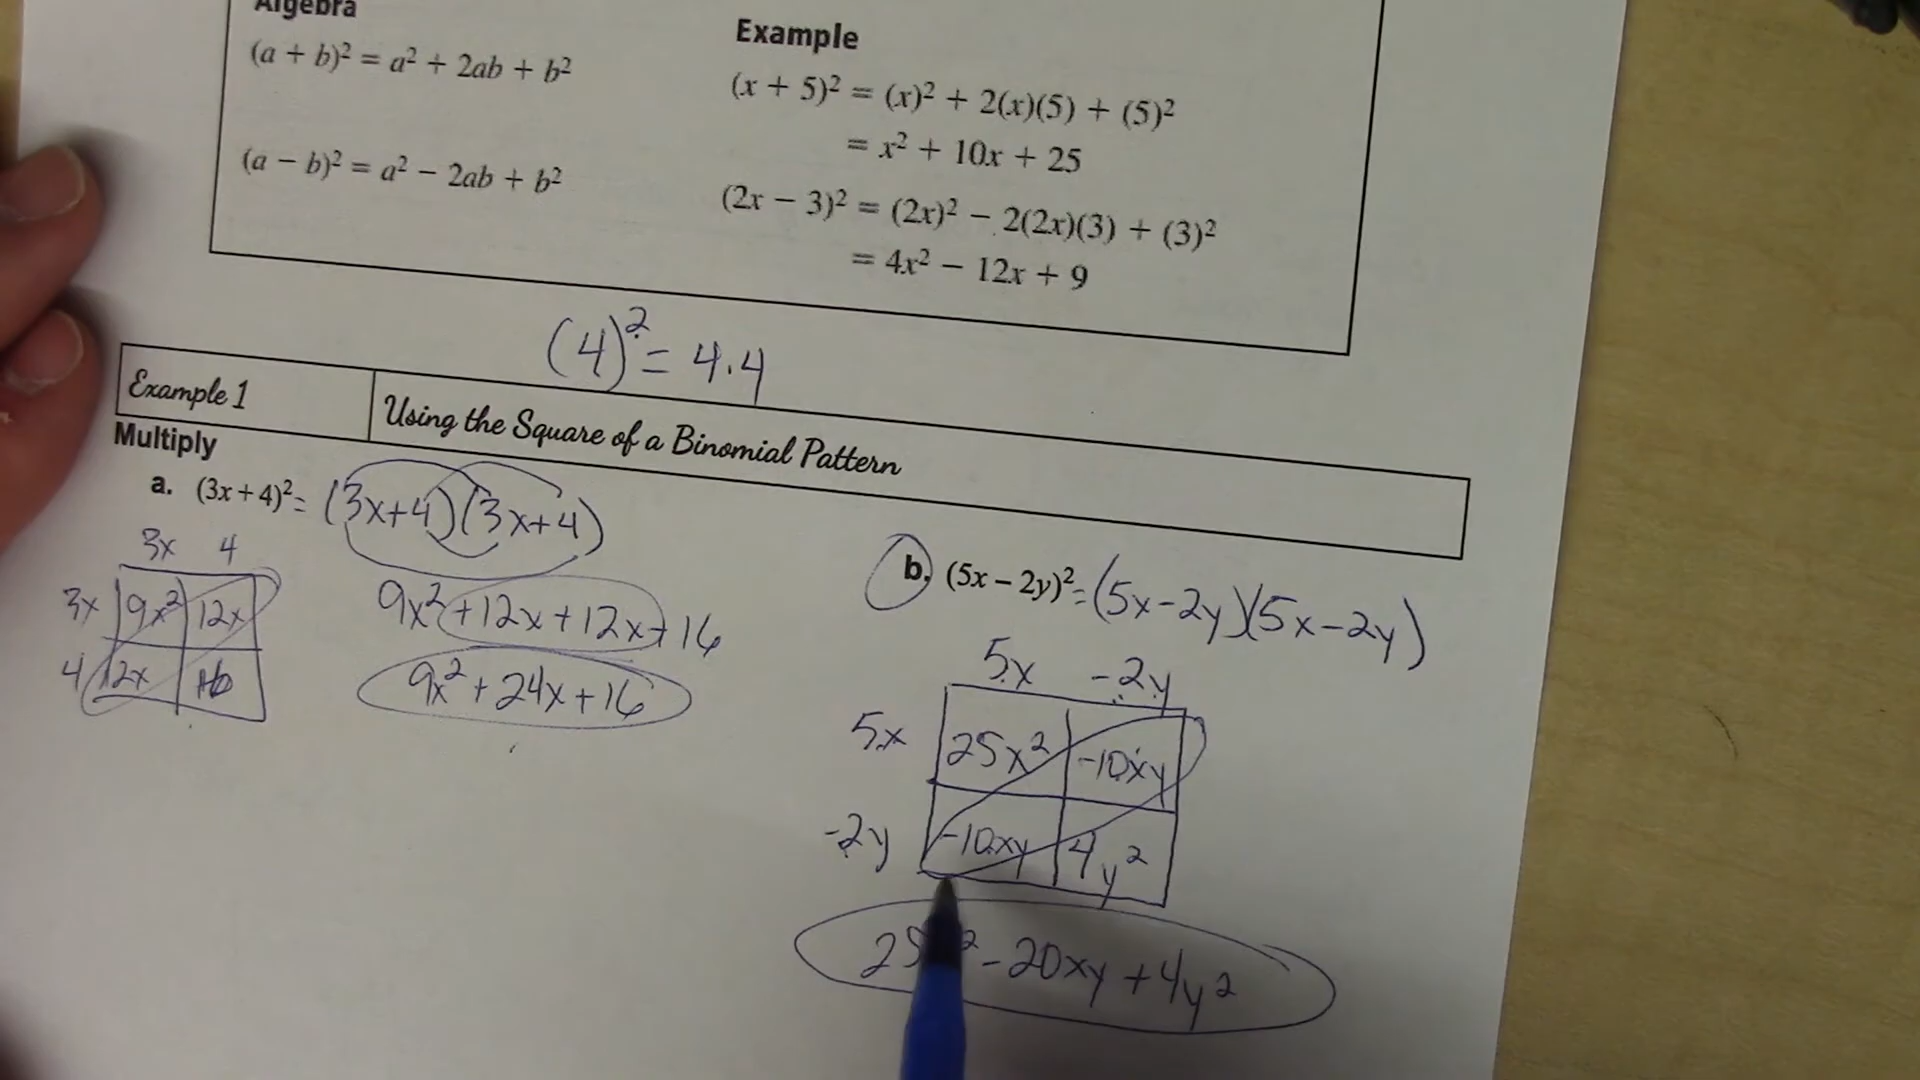 Algebra
(a + b)² = a² + 2ab + b²
(a − b)² = a² − 2ab + b²
Example
(x + 5)² = (x)² + 2(x)(5) + (5)²
= x² + 10x + 25
(2x − 3)² = (2x)² − 2(2x)(3) + (3)²
= 4x² − 12x + 9
(4)² = 4·4
Example 1
Using the Square of a Binomial Pattern
Multiply
a. (3x + 4)² = (3x+4)(3x+4)
3x 4
3x 9x² 12x
4 12x 16
9x² + 12x + 12x + 16
9x² + 24x + 16
b. (5x − 2y)² = (5x − 2y)(5x − 2y)
5x -2y
5x 25x² -10xy
-2y -10xy 4y²
− 20xy + 4y²